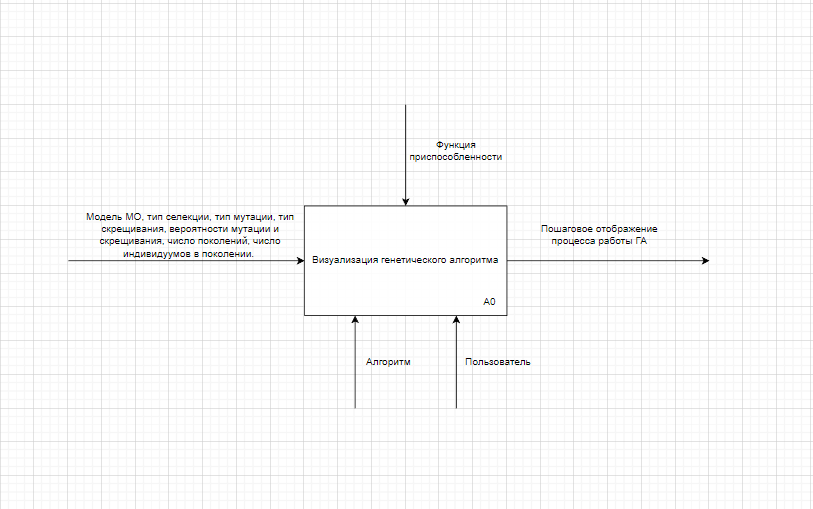 Функция
приспособленности
Модель МО, тип селекции, тип мутации, тип
скрещивания, вероятности мутации и
скрещивания, число поколений, число
индивидуумов в поколении.
Визуализация генетического алгоритма
A0
Пошаговое отображение
процесса работы ГА
Алгоритм
Пользователь